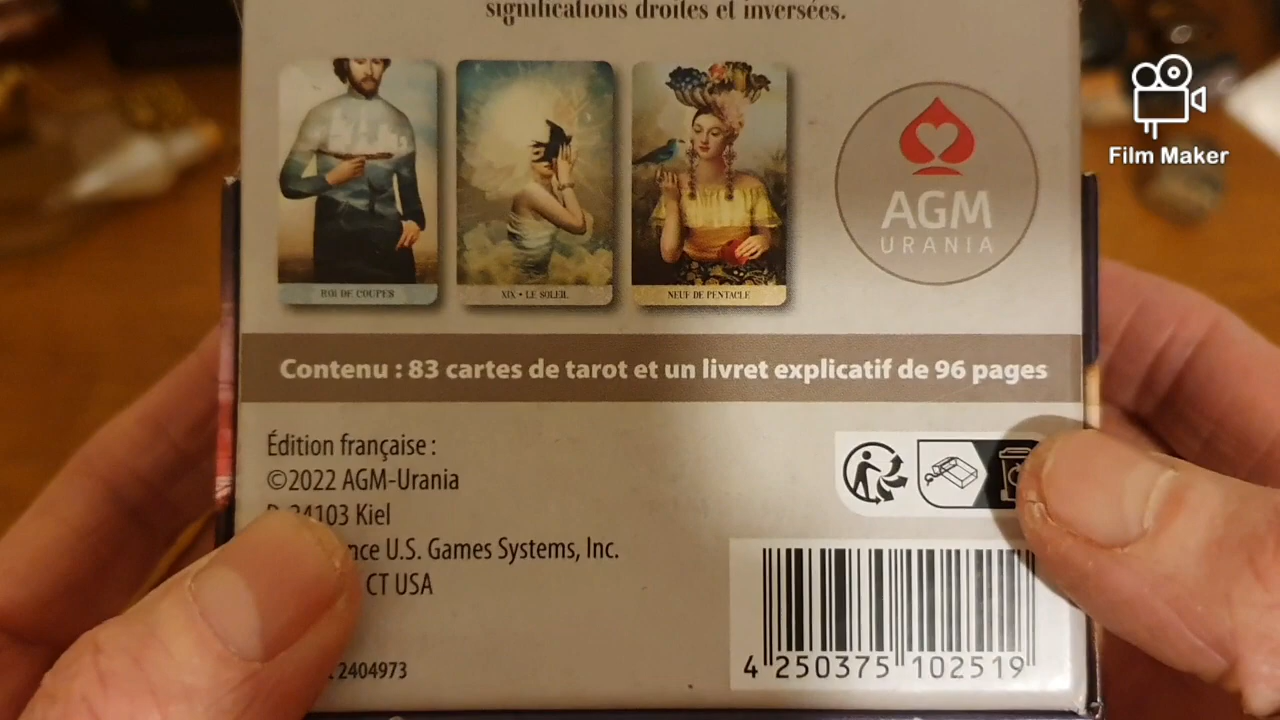 significations droites et inversées.
Film Maker
ROI DE COUPES
XIX • LE SOLEIL
NEUF DE PENTACLE
AGM
URANIA
Contenu : 83 cartes de tarot et un livret explicatif de 96 pages
Édition française :
©2022 AGM-Urania
24103 Kiel
U.S. Games Systems, Inc.
CT USA
2404973
4 250375 102519